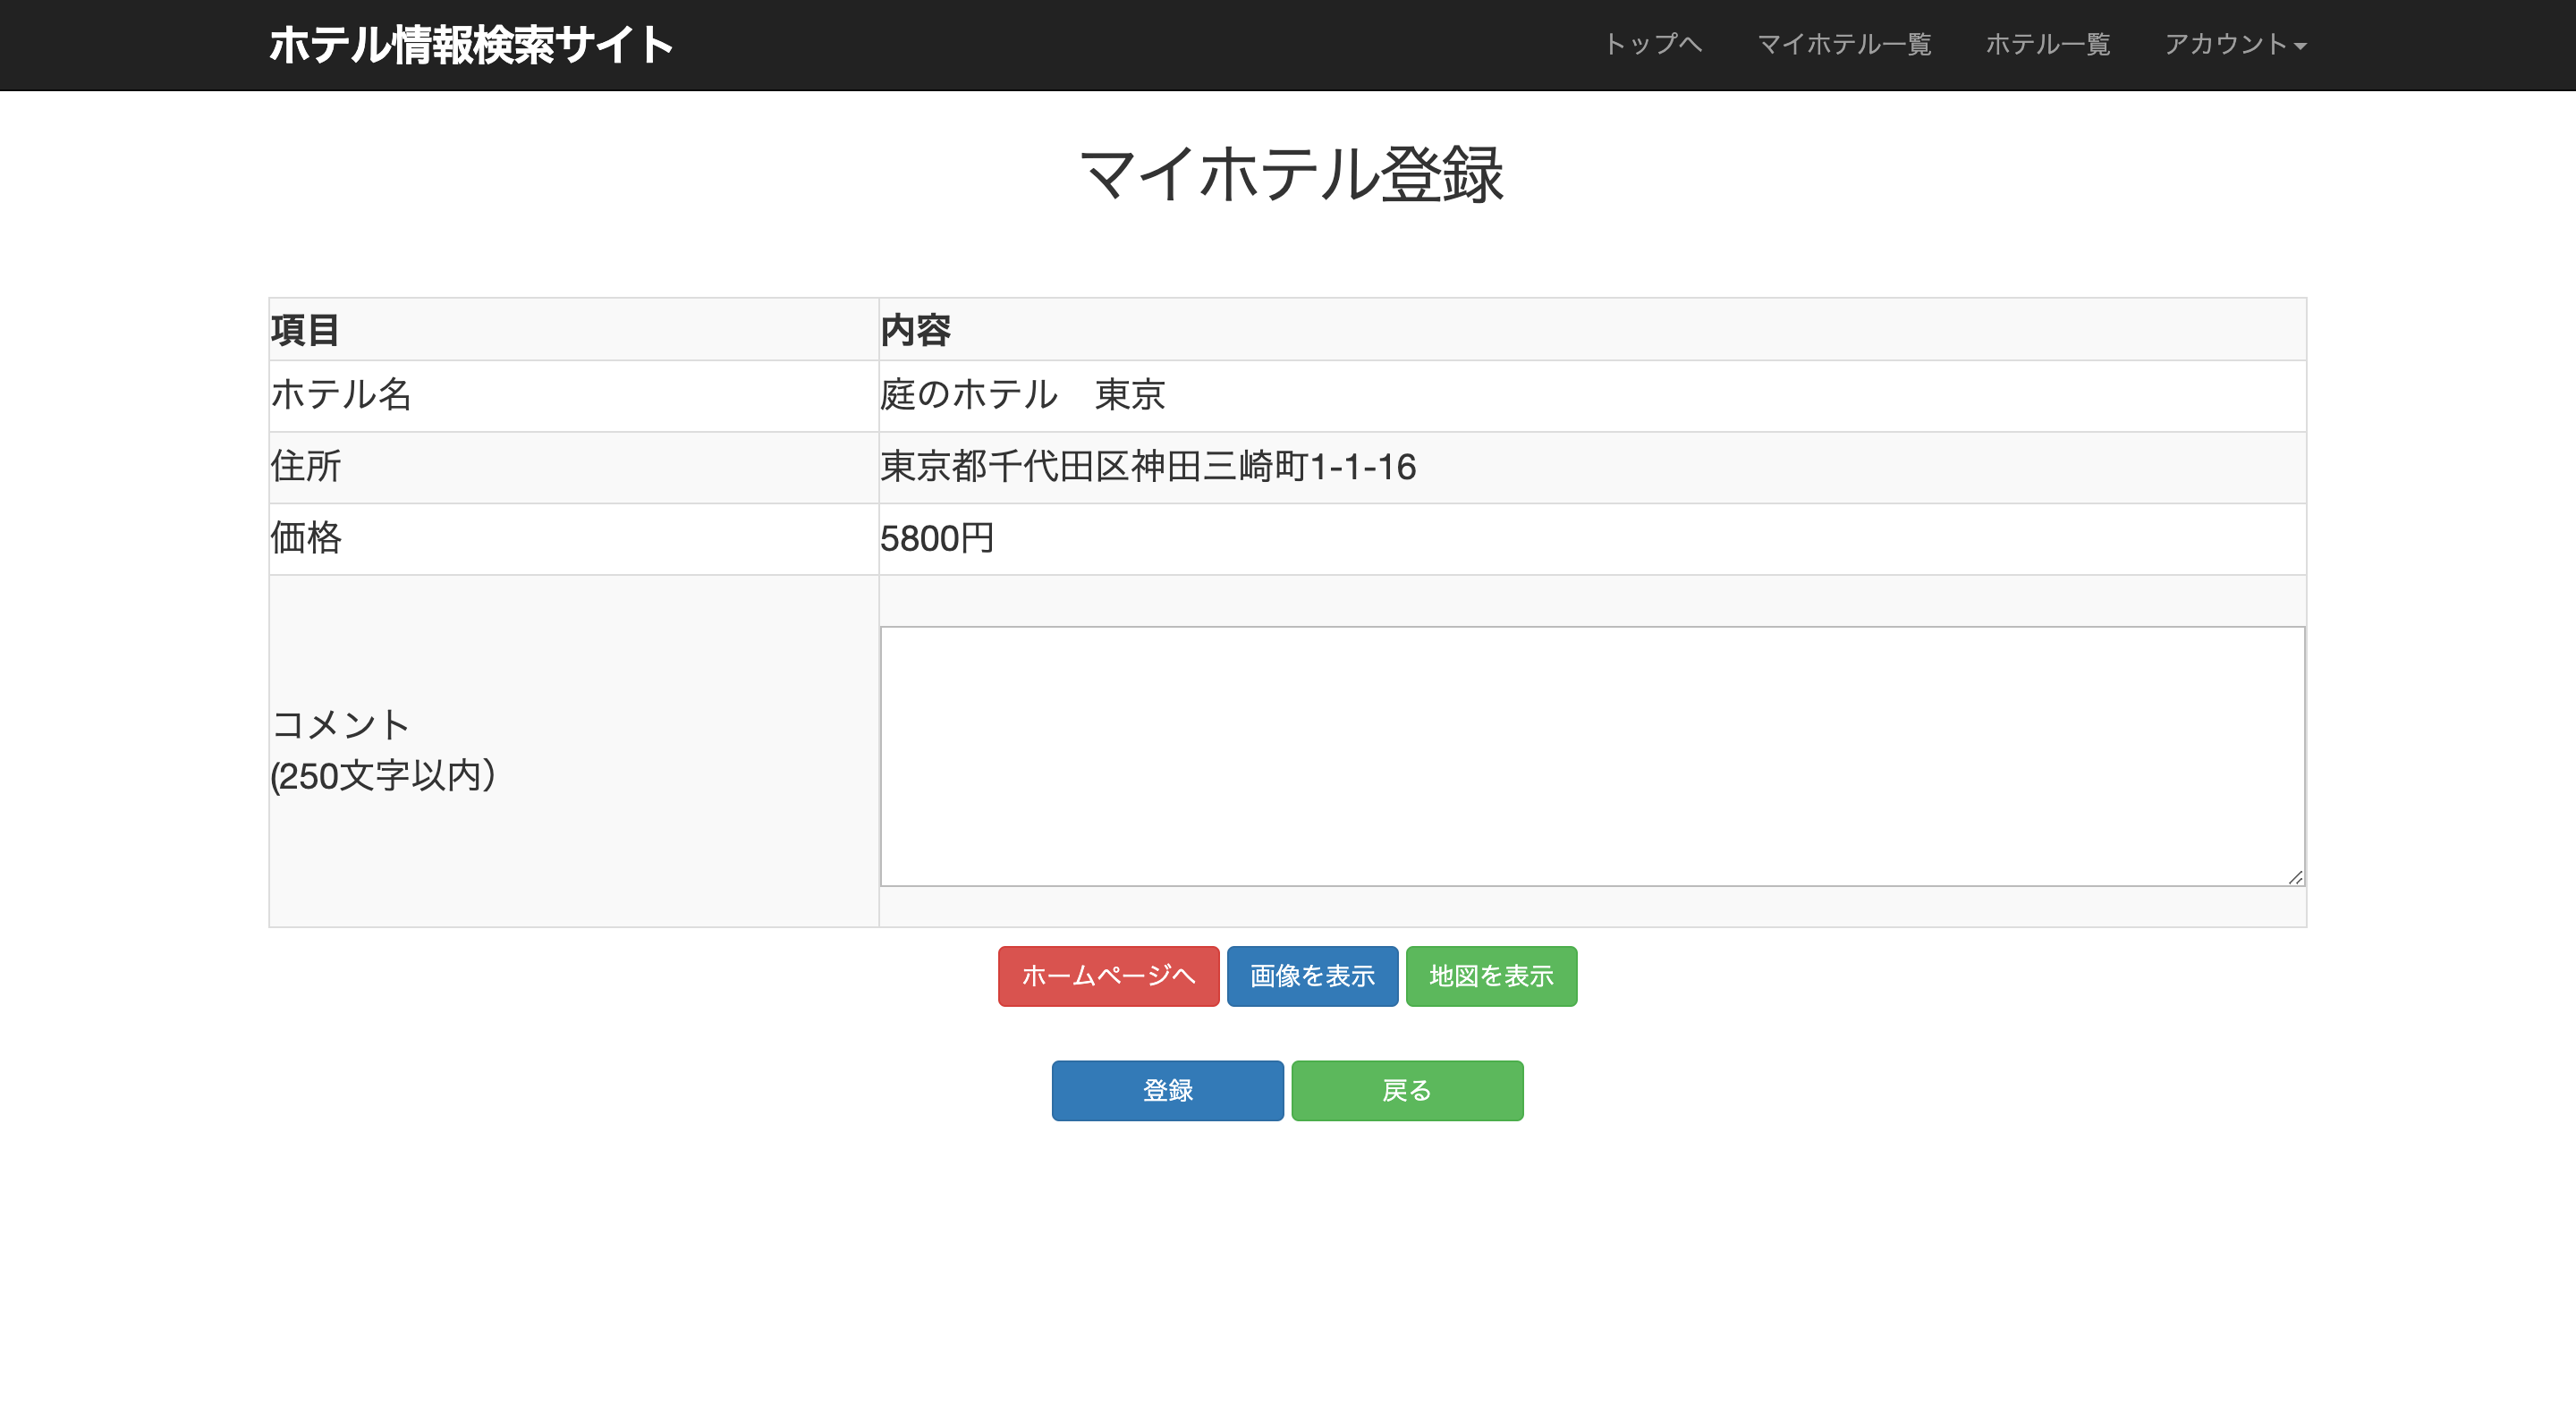 ホテル情報検索サイト
トップへ マイホテル一覧 ホテル一覧 アカウント
マイホテル登録
項目 内容
ホテル名 庭のホテル　東京
住所 東京都千代田区神田三崎町1-1-16
価格 5800円
コメント
(250文字以内）
ホームページへ 画像を表示 地図を表示
登録 戻る